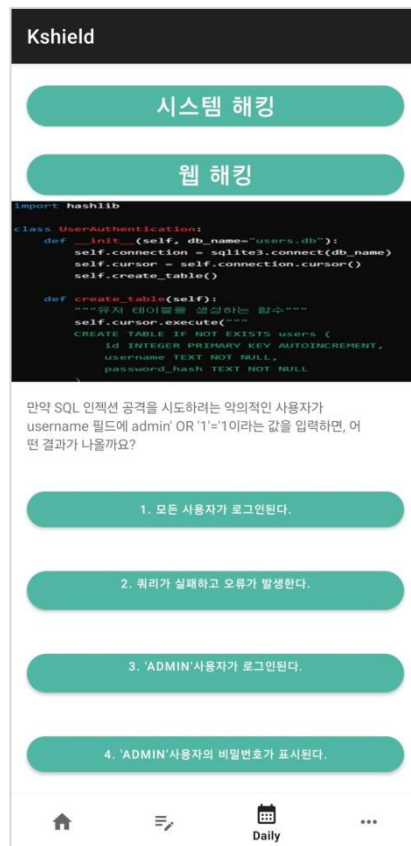 Kshield
시스템 해킹
웹 해킹
import hashlib
class UserAuthentication:
def __init__(self, db_name="users.db"):
self.connection = sqlite3.connect(db_name)
self.cursor = self.connection.cursor()
self.create_table()
def create_table(self):
"""유저 테이블을 생성하는 함수"""
self.cursor.execute("""
CREATE TABLE IF NOT EXISTS users (
id INTEGER PRIMARY KEY AUTOINCREMENT,
username TEXT NOT NULL,
password_hash TEXT NOT NULL
)
만약 SQL 인젝션 공격을 시도하려는 악의적인 사용자가
username 필드에 admin' OR '1'='1이라는 값을 입력하면, 어
떤 결과가 나올까요?
1. 모든 사용자가 로그인된다.
2. 쿼리가 실패하고 오류가 발생한다.
3. 'ADMIN'사용자가 로그인된다.
4. 'ADMIN'사용자의 비밀번호가 표시된다.
Daily